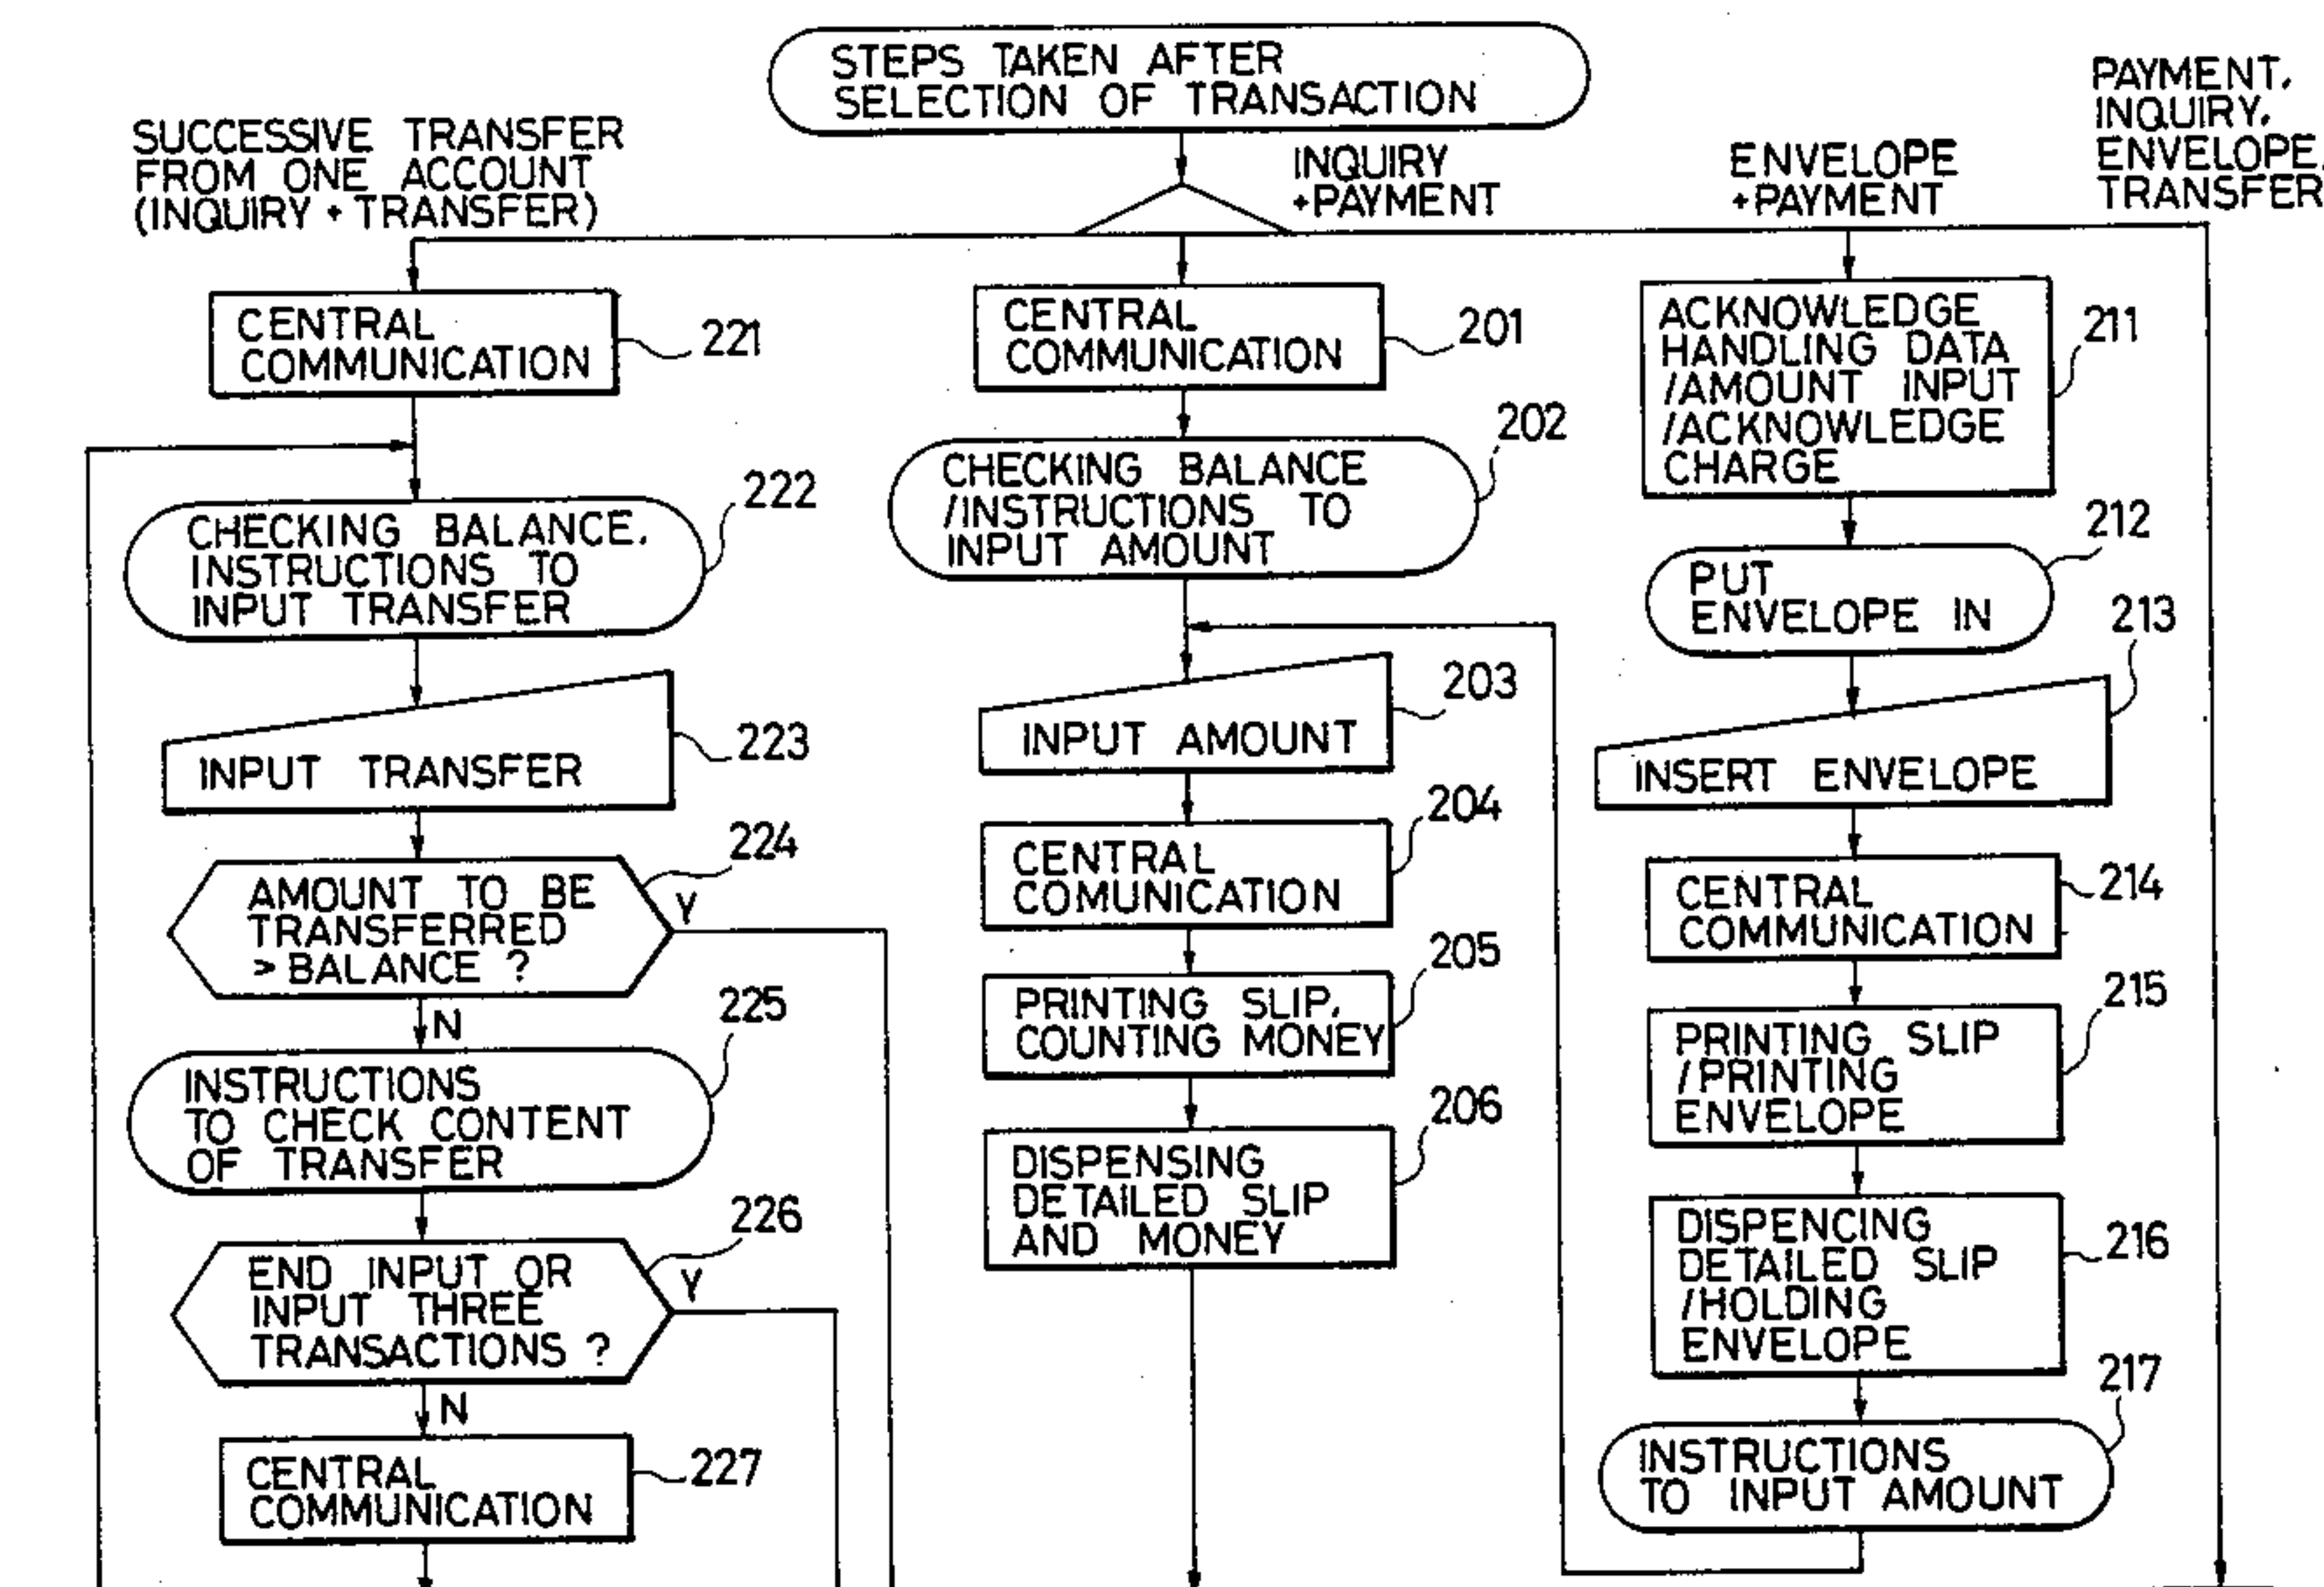 STEPS TAKEN AFTER
SELECTION OF TRANSACTION
SUCCESSIVE TRANSFER
FROM ONE ACCOUNT
(INQUIRY + TRANSFER)
INQUIRY
+PAYMENT
ENVELOPE
+PAYMENT
PAYMENT,
INQUIRY,
ENVELOPE,
TRANSFER
CENTRAL
COMMUNICATION
221
CHECKING BALANCE,
INSTRUCTIONS TO
INPUT TRANSFER
222
INPUT TRANSFER
223
AMOUNT TO BE
TRANSFERRED
> BALANCE ?
224
Y
N
INSTRUCTIONS
TO CHECK CONTENT
OF TRANSFER
225
END INPUT OR
INPUT THREE
TRANSACTIONS ?
226
Y
N
CENTRAL
COMMUNICATION
227
CENTRAL
COMMUNICATION
201
CHECKING BALANCE
/INSTRUCTIONS TO
INPUT AMOUNT
202
INPUT AMOUNT
203
CENTRAL
COMUNICATION
204
PRINTING SLIP,
COUNTING MONEY
205
DISPENSING
DETAILED SLIP
AND MONEY
206
ACKNOWLEDGE
HANDLING DATA
/AMOUNT INPUT
/ACKNOWLEDGE
CHARGE
211
PUT
ENVELOPE IN
212
INSERT ENVELOPE
213
CENTRAL
COMMUNICATION
214
PRINTING SLIP
/PRINTING
ENVELOPE
215
DISPENCING
DETAILED SLIP
/HOLDING
ENVELOPE
216
INSTRUCTIONS
TO INPUT AMOUNT
217